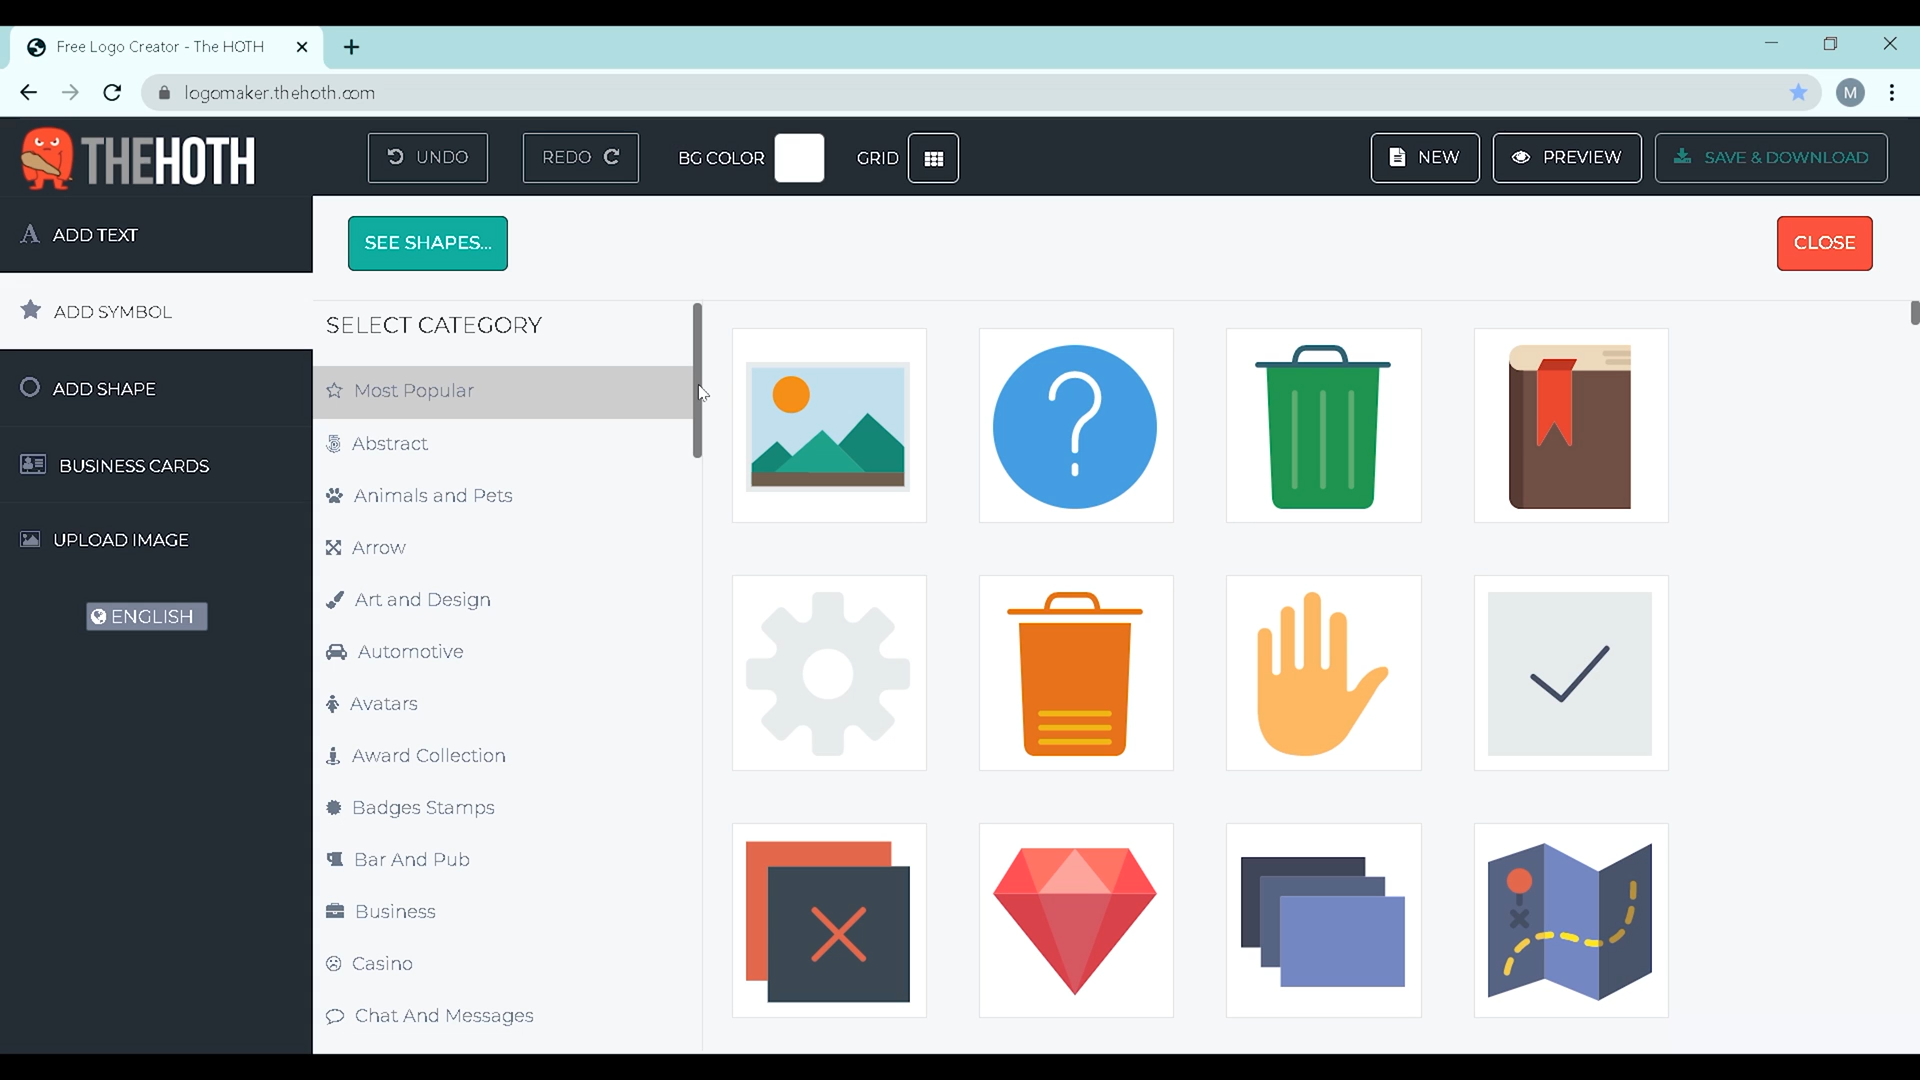 Free Logo Creator - The HOTH
logomaker.thehoth.com
M
THEHOTH
UNDO
REDO
BG COLOR
GRID
NEW
PREVIEW
SAVE & DOWNLOAD
ADD TEXT
ADD SYMBOL
ADD SHAPE
BUSINESS CARDS
UPLOAD IMAGE
ENGLISH
SEE SHAPES...
CLOSE
SELECT CATEGORY
Most Popular
Abstract
Animals and Pets
Arrow
Art and Design
Automotive
Avatars
Award Collection
Badges Stamps
Bar And Pub
Business
Casino
Chat And Messages